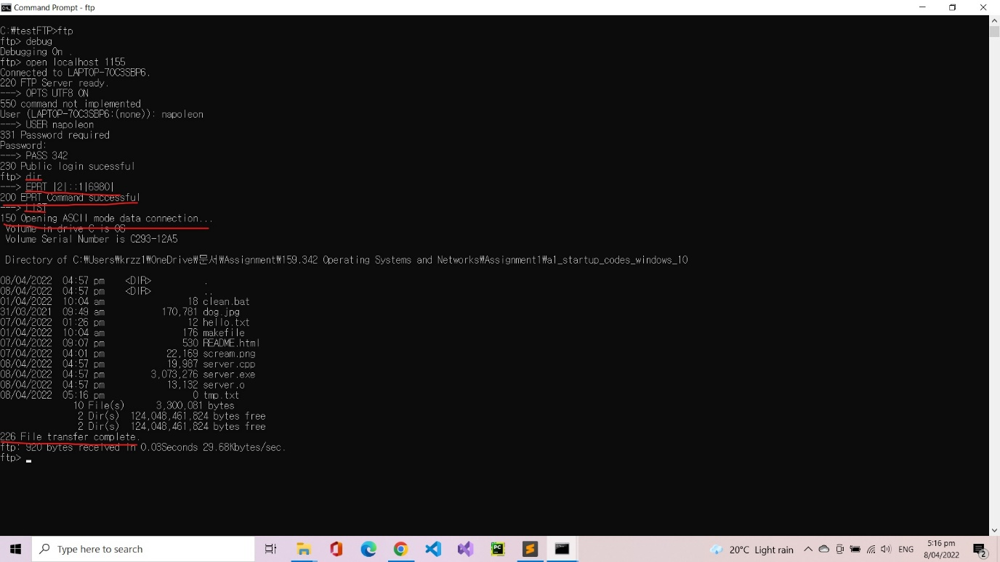 Command Prompt - ftp
C:\testFTP>ftp
ftp> debug
Debugging On .
ftp> open localhost 1155
Connected to LAPTOP-70C3SBP6.
220 FTP Server ready.
---> OPTS UTF8 ON
550 command not implemented
User (LAPTOP-70C3SBP6:(none)): napoleon
---> USER napoleon
331 Password required
Password:
---> PASS 342
230 Public login sucessful
ftp> dir
---> EPRT |2|::1|6980|
200 EPRT Command successful
---> LIST
150 Opening ASCII mode data connection...
 Volume in drive C is OS
 Volume Serial Number is C293-12A5
 Directory of C:₩Users₩krzz1₩OneDrive₩문서₩Assignment₩159.342 Operating Systems and Networks₩Assignment1₩a1_startup_codes_windows_10
08/04/2022  04:57 pm    <DIR>          .
08/04/2022  04:57 pm    <DIR>          ..
01/04/2022  10:04 am                18 clean.bat
31/03/2021  09:49 am           170,781 dog.jpg
07/04/2022  01:26 pm                12 hello.txt
01/04/2022  10:04 am               176 makefile
07/04/2022  09:07 pm               530 README.html
07/04/2022  04:01 pm            22,169 scream.png
08/04/2022  04:57 pm            19,987 server.cpp
08/04/2022  04:57 pm         3,073,276 server.exe
08/04/2022  04:57 pm            13,132 server.o
08/04/2022  05:16 pm                 0 tmp.txt
              10 File(s)      3,300,081 bytes
               2 Dir(s)  124,048,461,824 bytes free
               2 Dir(s)  124,048,461,824 bytes free
226 File transfer complete.
ftp: 920 bytes received in 0.03Seconds 29.68Kbytes/sec.
ftp>
Type here to search
20°C Light rain
ENG
5:16 pm
8/04/2022
2